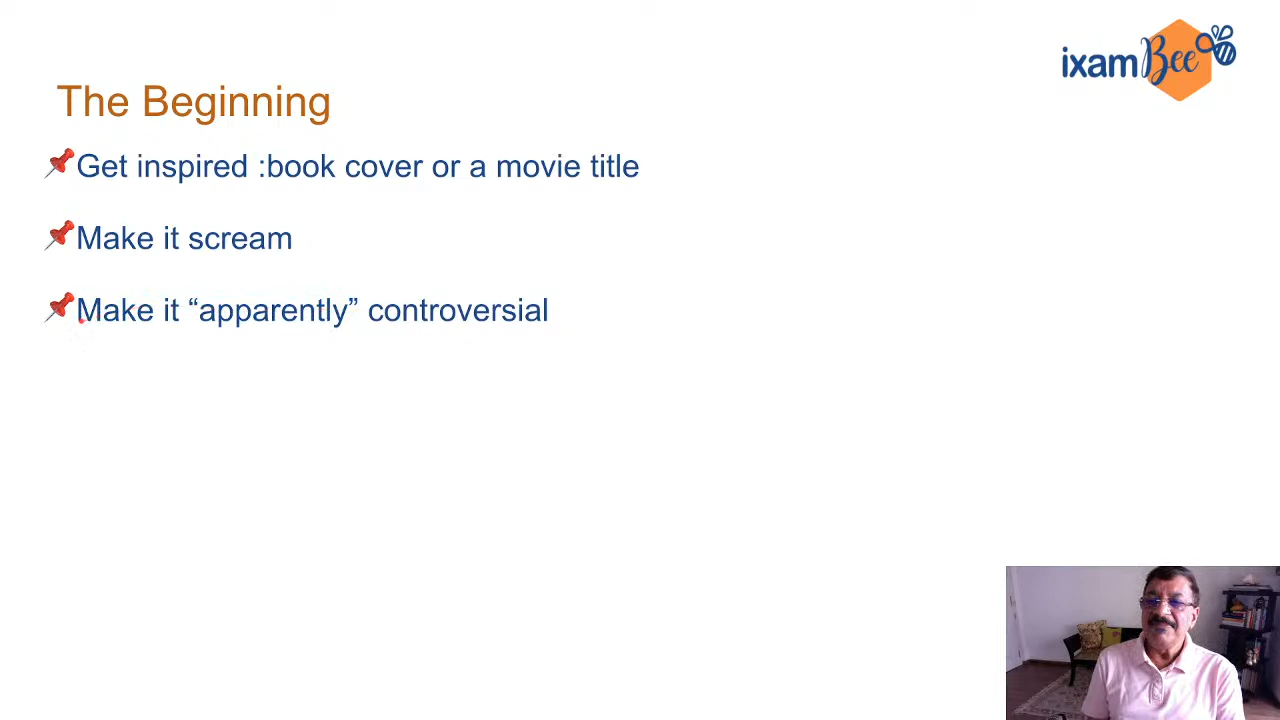 ixamBee
The Beginning
📌Get inspired :book cover or a movie title
📌Make it scream
📌Make it “apparently” controversial